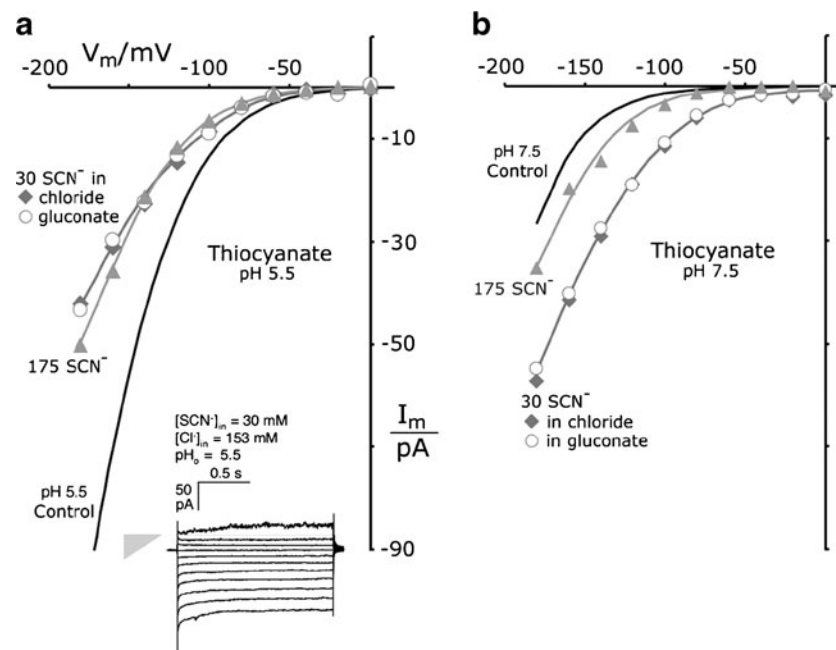 a
V_m/mV
-200
-100
-50
-10
-30
-50
-90
30 SCN⁻ in
chloride
gluconate
Thiocyanate
pH 5.5
175 SCN⁻
I_m
pA
[SCN⁻]in = 30 mM
[Cl⁻]in = 153 mM
pHo = 5.5
0.5 s
50
pA
pH 5.5
Control
b
-200
-150
-100
-50
pH 7.5
Control
Thiocyanate
pH 7.5
175 SCN⁻
30 SCN⁻
in chloride
in gluconate